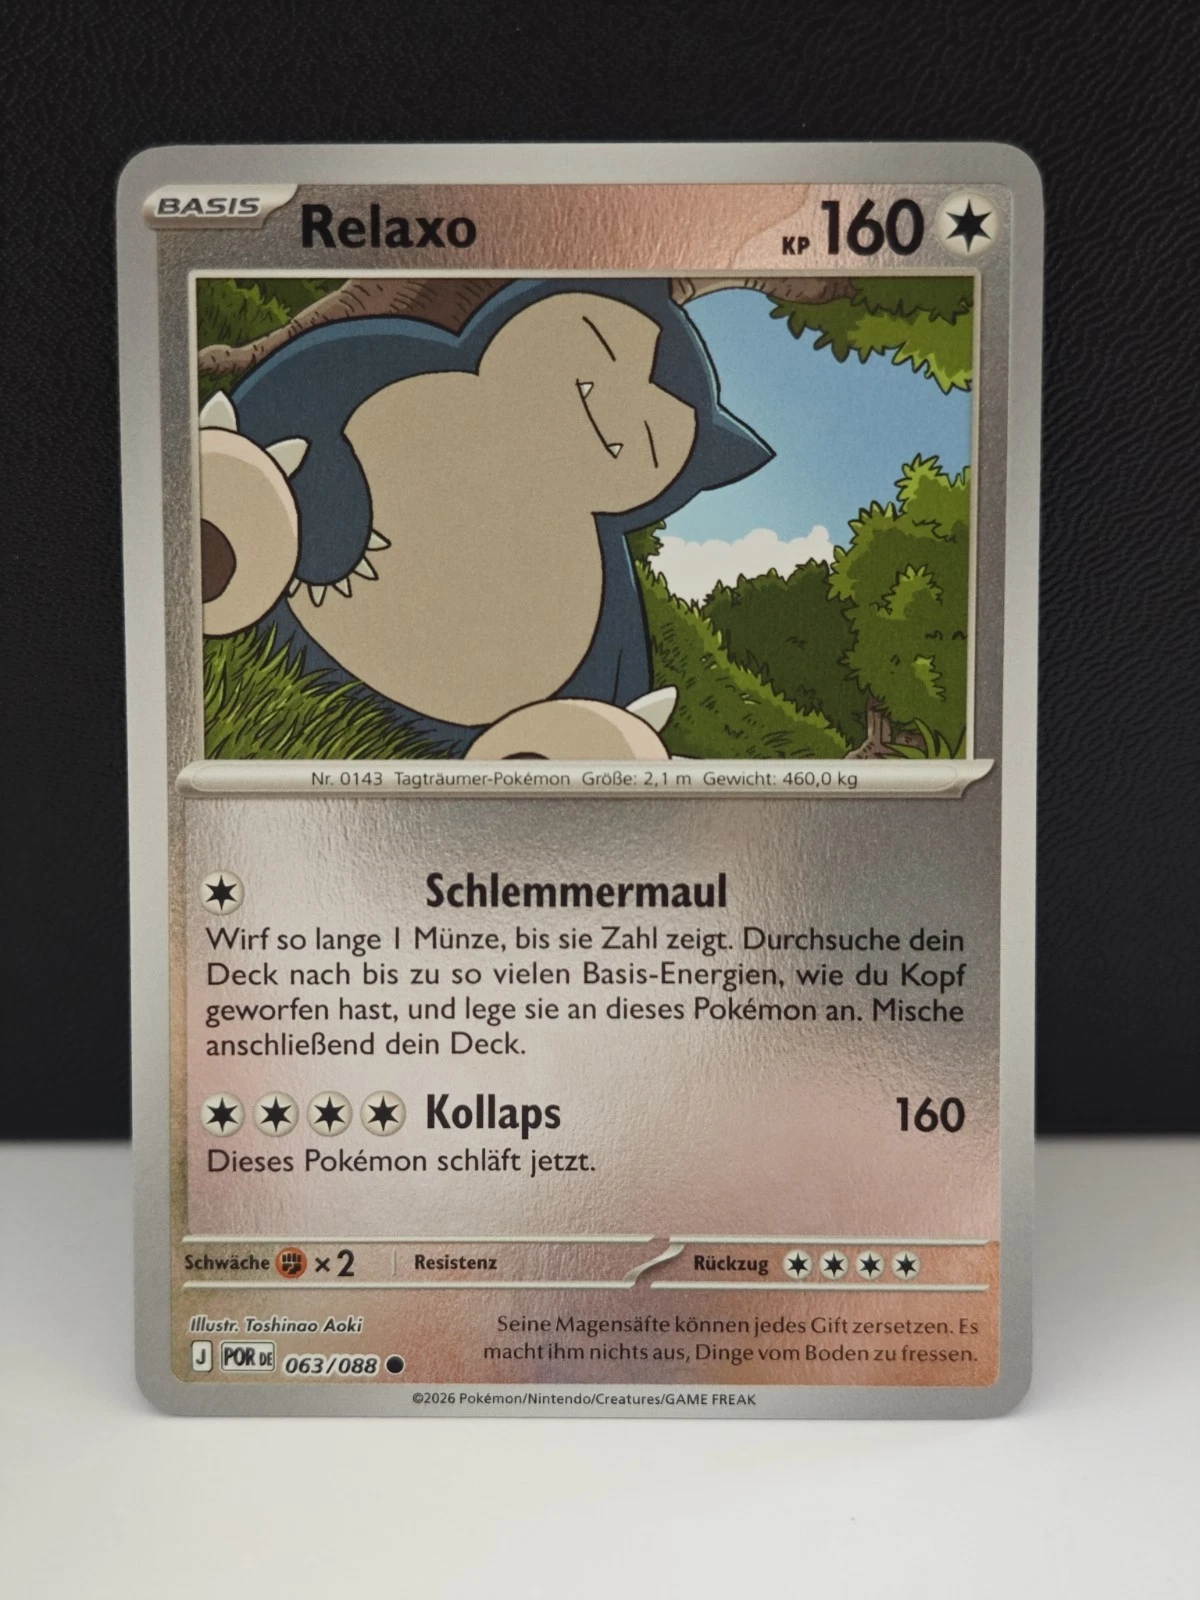 BASIS
Relaxo
KP 160
Nr. 0143 Tagträumer-Pokémon Größe: 2,1 m Gewicht: 460,0 kg
Schlemmermaul
Wirf so lange 1 Münze, bis sie Zahl zeigt. Durchsuche dein
Deck nach bis zu so vielen Basis-Energien, wie du Kopf
geworfen hast, und lege sie an dieses Pokémon an. Mische
anschließend dein Deck.
Kollaps 160
Dieses Pokémon schläft jetzt.
Schwäche ×2 Resistenz Rückzug
Illustr. Toshinao Aoki
J POR DE 063/088
Seine Magensäfte können jedes Gift zersetzen. Es
macht ihm nichts aus, Dinge vom Boden zu fressen.
©2026 Pokémon/Nintendo/Creatures/GAME FREAK